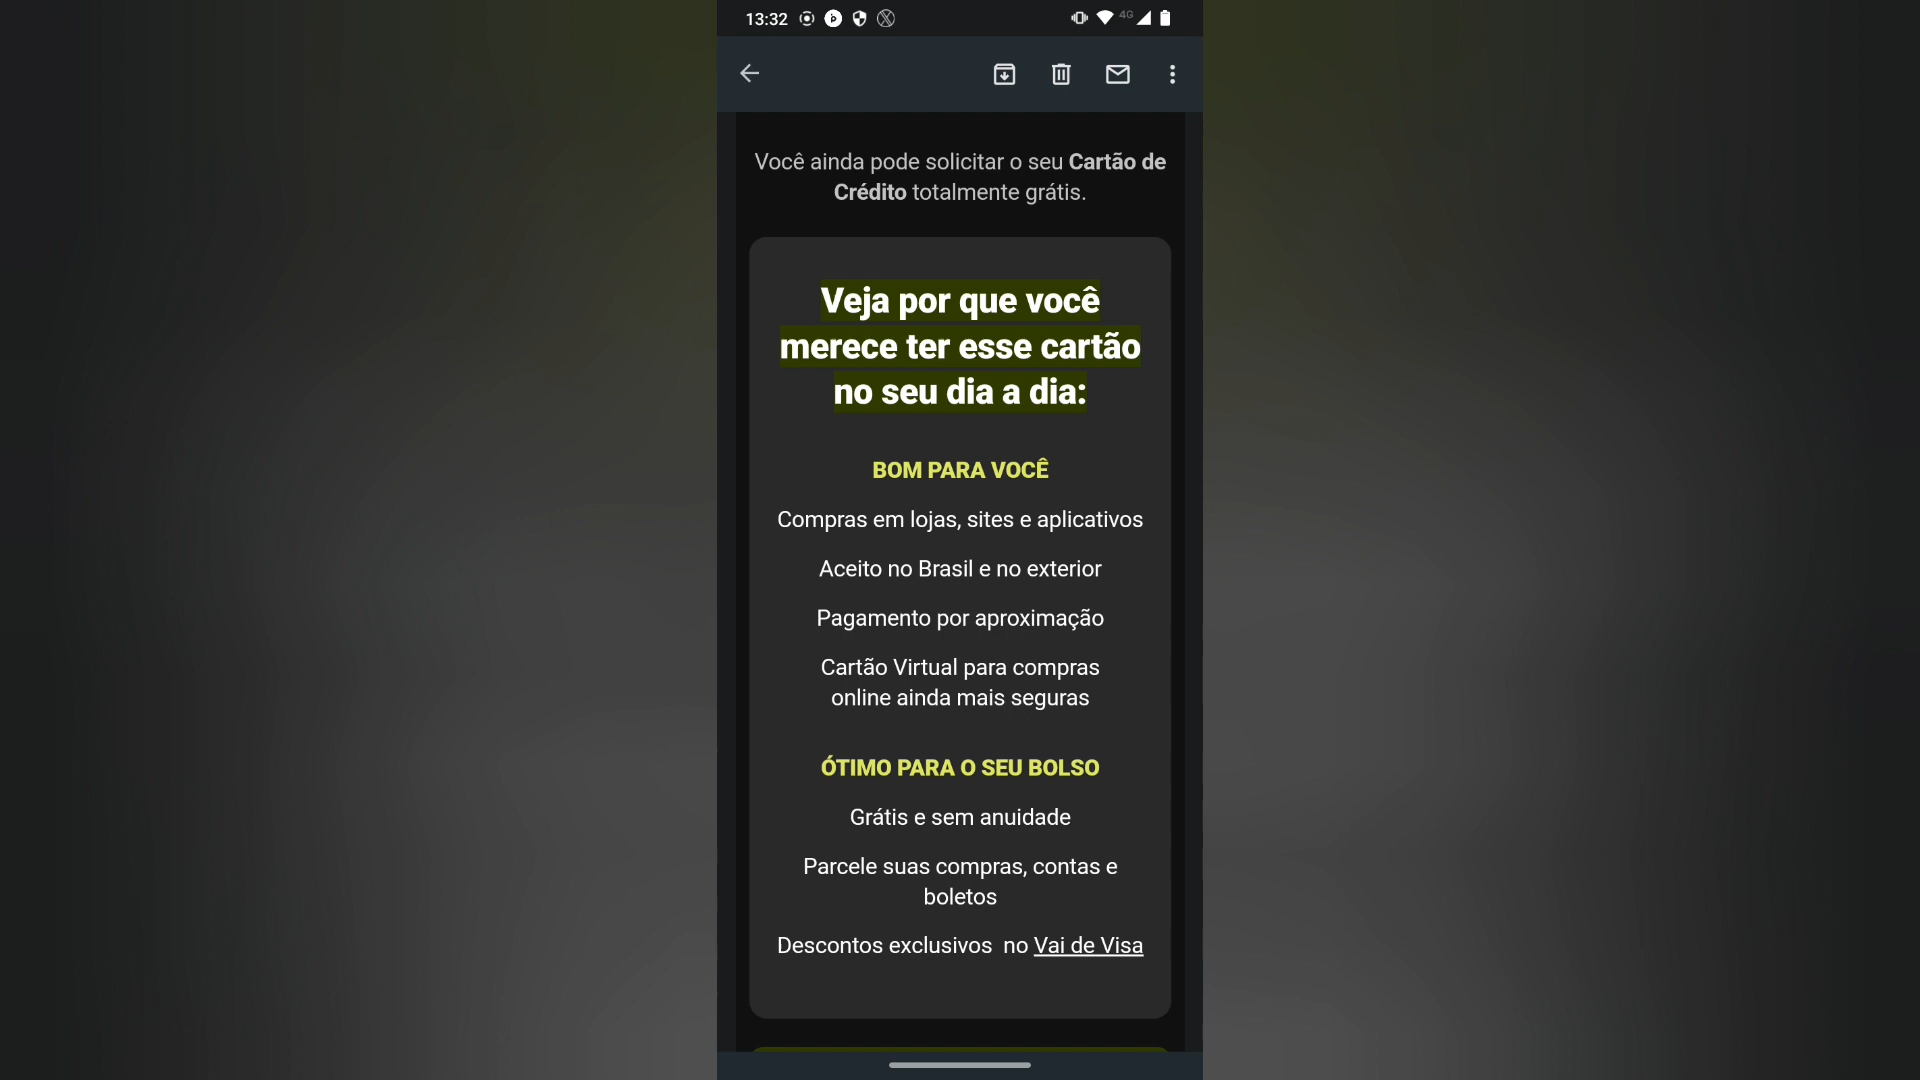 13:32
4G
Você ainda pode solicitar o seu Cartão de
Crédito totalmente grátis.
Veja por que você
merece ter esse cartão
no seu dia a dia:
BOM PARA VOCÊ
Compras em lojas, sites e aplicativos
Aceito no Brasil e no exterior
Pagamento por aproximação
Cartão Virtual para compras
online ainda mais seguras
ÓTIMO PARA O SEU BOLSO
Grátis e sem anuidade
Parcele suas compras, contas e
boletos
Descontos exclusivos  no Vai de Visa